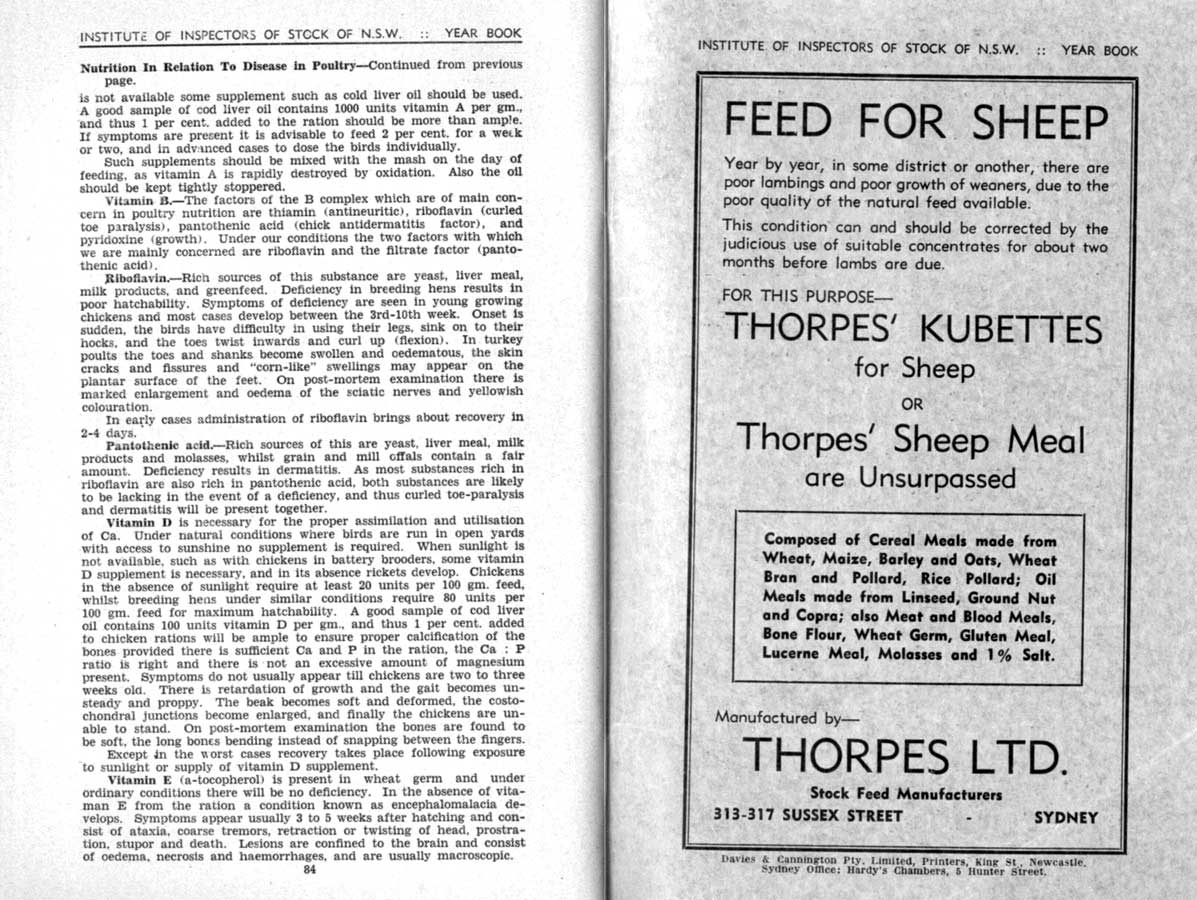 INSTITUTE OF INSPECTORS OF STOCK OF N.S.W. :: YEAR BOOK
Nutrition In Relation To Disease in Poultry—Continued from previous
page.
is not available some supplement such as cold liver oil should be used.
A good sample of cod liver oil contains 1000 units vitamin A per gm.,
and thus 1 per cent. added to the ration should be more than ample.
If symptoms are present it is advisable to feed 2 per cent. for a week
or two, and in advanced cases to dose the birds individually.
Such supplements should be mixed with the mash on the day of
feeding, as vitamin A is rapidly destroyed by oxidation. Also the oil
should be kept tightly stoppered.
Vitamin B.—The factors of the B complex which are of main con-
cern in poultry nutrition are thiamin (antineuritic), riboflavin (curled
toe paralysis), pantothenic acid (chick antidermatitis factor), and
pyridoxine (growth). Under our conditions the two factors with which
we are mainly concerned are riboflavin and the filtrate factor (panto-
thenic acid).
Riboflavin.—Rich sources of this substance are yeast, liver meal,
milk products, and greenfeed. Deficiency in breeding hens results in
poor hatchability. Symptoms of deficiency are seen in young growing
chickens and most cases develop between the 3rd-10th week. Onset is
sudden, the birds have difficulty in using their legs, sink on to their
hocks, and the toes twist inwards and curl up (flexion). In turkey
poults the toes and shanks become swollen and oedematous, the skin
cracks and fissures and "corn-like" swellings may appear on the
plantar surface of the feet. On post-mortem examination there is
marked enlargement and oedema of the sciatic nerves and yellowish
colouration.
In early cases administration of riboflavin brings about recovery in
2-4 days.
Pantothenic acid.—Rich sources of this are yeast, liver meal, milk
products and molasses, whilst grain and mill offals contain a fair
amount. Deficiency results in dermatitis. As most substances rich in
riboflavin are also rich in pantothenic acid, both substances are likely
to be lacking in the event of a deficiency, and thus curled toe-paralysis
and dermatitis will be present together.
Vitamin D is necessary for the proper assimilation and utilisation
of Ca. Under natural conditions where birds are run in open yards
with access to sunshine no supplement is required. When sunlight is
not available, such as with chickens in battery brooders, some vitamin
D supplement is necessary, and in its absence rickets develop. Chickens
in the absence of sunlight require at least 20 units per 100 gm. feed,
whilst breeding hens under similar conditions require 80 units per
100 gm. feed for maximum hatchability. A good sample of cod liver
oil contains 100 units vitamin D per gm., and thus 1 per cent. added
to chicken rations will be ample to ensure proper calcification of the
bones provided there is sufficient Ca and P in the ration, the Ca : P
ratio is right and there is not an excessive amount of magnesium
present. Symptoms do not usually appear till chickens are two to three
weeks old. There is retardation of growth and the gait becomes un-
steady and proppy. The beak becomes soft and deformed, the costo-
chondral junctions become enlarged, and finally the chickens are un-
able to stand. On post-mortem examination the bones are found to
be soft, the long bones bending instead of snapping between the fingers.
Except in the worst cases recovery takes place following exposure
to sunlight or supply of vitamin D supplement.
Vitamin E (a-tocopherol) is present in wheat germ and under
ordinary conditions there will be no deficiency. In the absence of vita-
man E from the ration a condition known as encephalomalacia de-
velops. Symptoms appear usually 3 to 5 weeks after hatching and con-
sist of ataxia, coarse tremors, retraction or twisting of head, prostra-
tion, stupor and death. Lesions are confined to the brain and consist
of oedema, necrosis and haemorrhages, and are usually macroscopic.
84
INSTITUTE OF INSPECTORS OF STOCK OF N.S.W. :: YEAR BOOK
FEED FOR SHEEP
Year by year, in some district or another, there are
poor lambings and poor growth of weaners, due to the
poor quality of the natural feed available.
This condition can and should be corrected by the
judicious use of suitable concentrates for about two
months before lambs are due.
FOR THIS PURPOSE—
THORPES' KUBETTES
for Sheep
OR
Thorpes' Sheep Meal
are Unsurpassed
Composed of Cereal Meals made from
Wheat, Maize, Barley and Oats, Wheat
Bran and Pollard, Rice Pollard; Oil
Meals made from Linseed, Ground Nut
and Copra; also Meat and Blood Meals,
Bone Flour, Wheat Germ, Gluten Meal,
Lucerne Meal, Molasses and 1% Salt.
Manufactured by—
THORPES LTD.
Stock Feed Manufacturers
313-317 SUSSEX STREET - SYDNEY
Davies & Cannington Pty. Limited, Printers, King St., Newcastle.
Sydney Office: Hardy's Chambers, 5 Hunter Street.